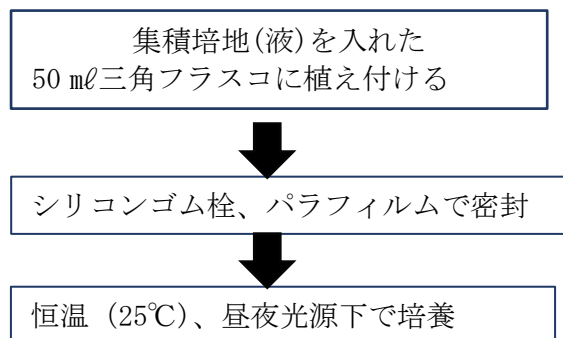 集積培地(液)を入れた
50 mℓ三角フラスコに植え付ける
シリコンゴム栓、パラフィルムで密封
恒温（25℃）、昼夜光源下で培養